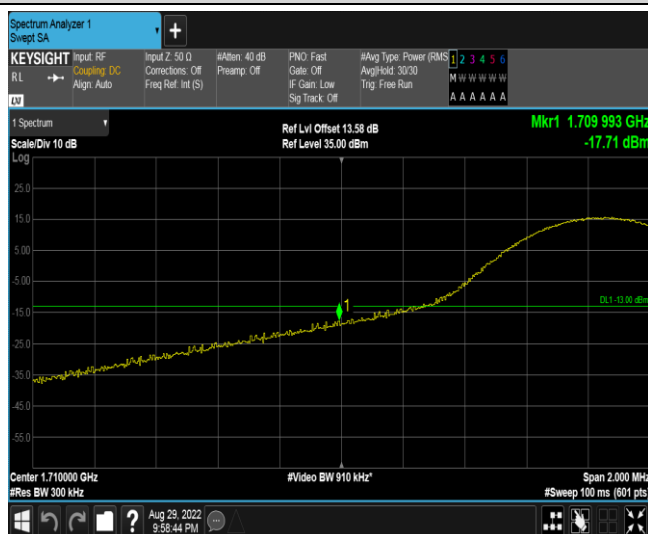 Spectrum Analyzer 1
Swept SA
+
KEYSIGHT
RL
LXI
Input: RF
Coupling: DC
Align: Auto
Input Z: 50 Ω
Corrections: Off
Freq Ref: Int (S)
#Atten: 40 dB
Preamp: Off
PNO: Fast
Gate: Off
IF Gain: Low
Sig Track: Off
#Avg Type: Power (RMS
Avg|Hold: 30/30
Trig: Free Run
1 2 3 4 5 6
M W W W W W
A A A A A A
1 Spectrum
Scale/Div 10 dB
Ref Lvl Offset 13.58 dB
Ref Level 35.00 dBm
Mkr1 1.709 993 GHz
-17.71 dBm
Log
25.0
15.0
5.00
-5.00
1
DL1 -13.00 dBm
-15.0
-25.0
-35.0
-45.0
-55.0
Center 1.710000 GHz
#Res BW 300 kHz
#Video BW 910 kHz*
Span 2.000 MHz
#Sweep 100 ms (601 pts)
?
Aug 29, 2022
9:58:44 PM